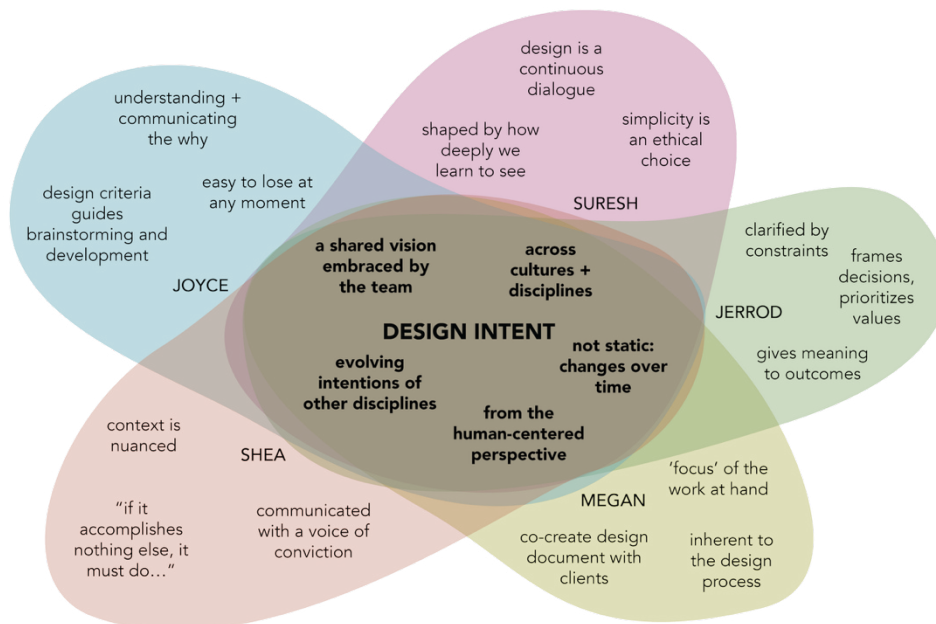 design is a
continuous
dialogue
simplicity is
an ethical
choice
shaped by how
deeply we
learn to see
SURESH
understanding +
communicating
the why
easy to lose at
any moment
design criteria
guides
brainstorming and
development
JOYCE
clarified by
constraints
frames
decisions,
prioritizes
values
JERROD
gives meaning
to outcomes
a shared vision
embraced by
the team
across
cultures +
disciplines
DESIGN INTENT
evolving
intentions of
other disciplines
not static:
changes over
time
from the
human-centered
perspective
context is
nuanced
SHEA
"if it
accomplishes
nothing else, it
must do..."
communicated
with a voice of
conviction
'focus' of the
work at hand
MEGAN
co-create design
document with
clients
inherent to
the design
process